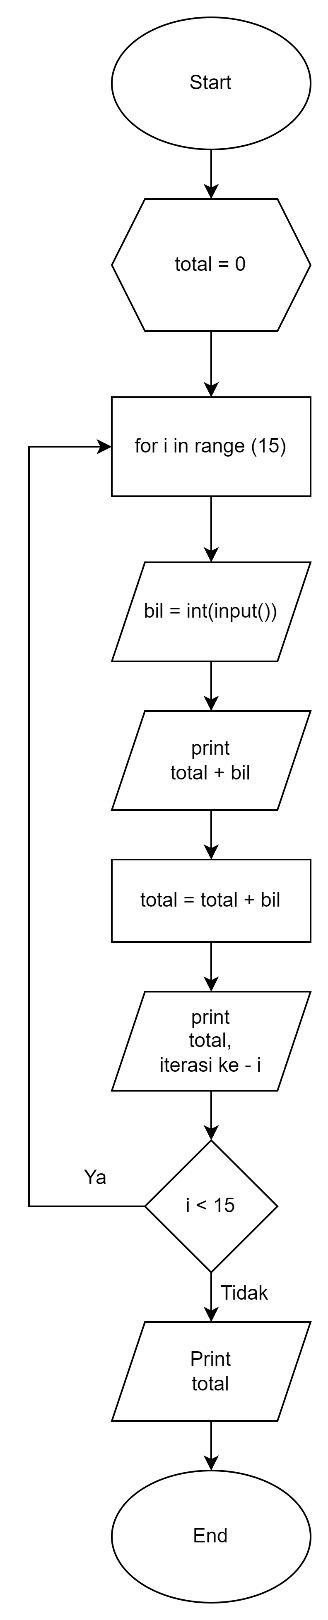 Start
total = 0
for i in range (15)
bil = int(input())
print
total + bil
total = total + bil
print
total,
iterasi ke - i
i < 15
Ya
Tidak
Print
total
End